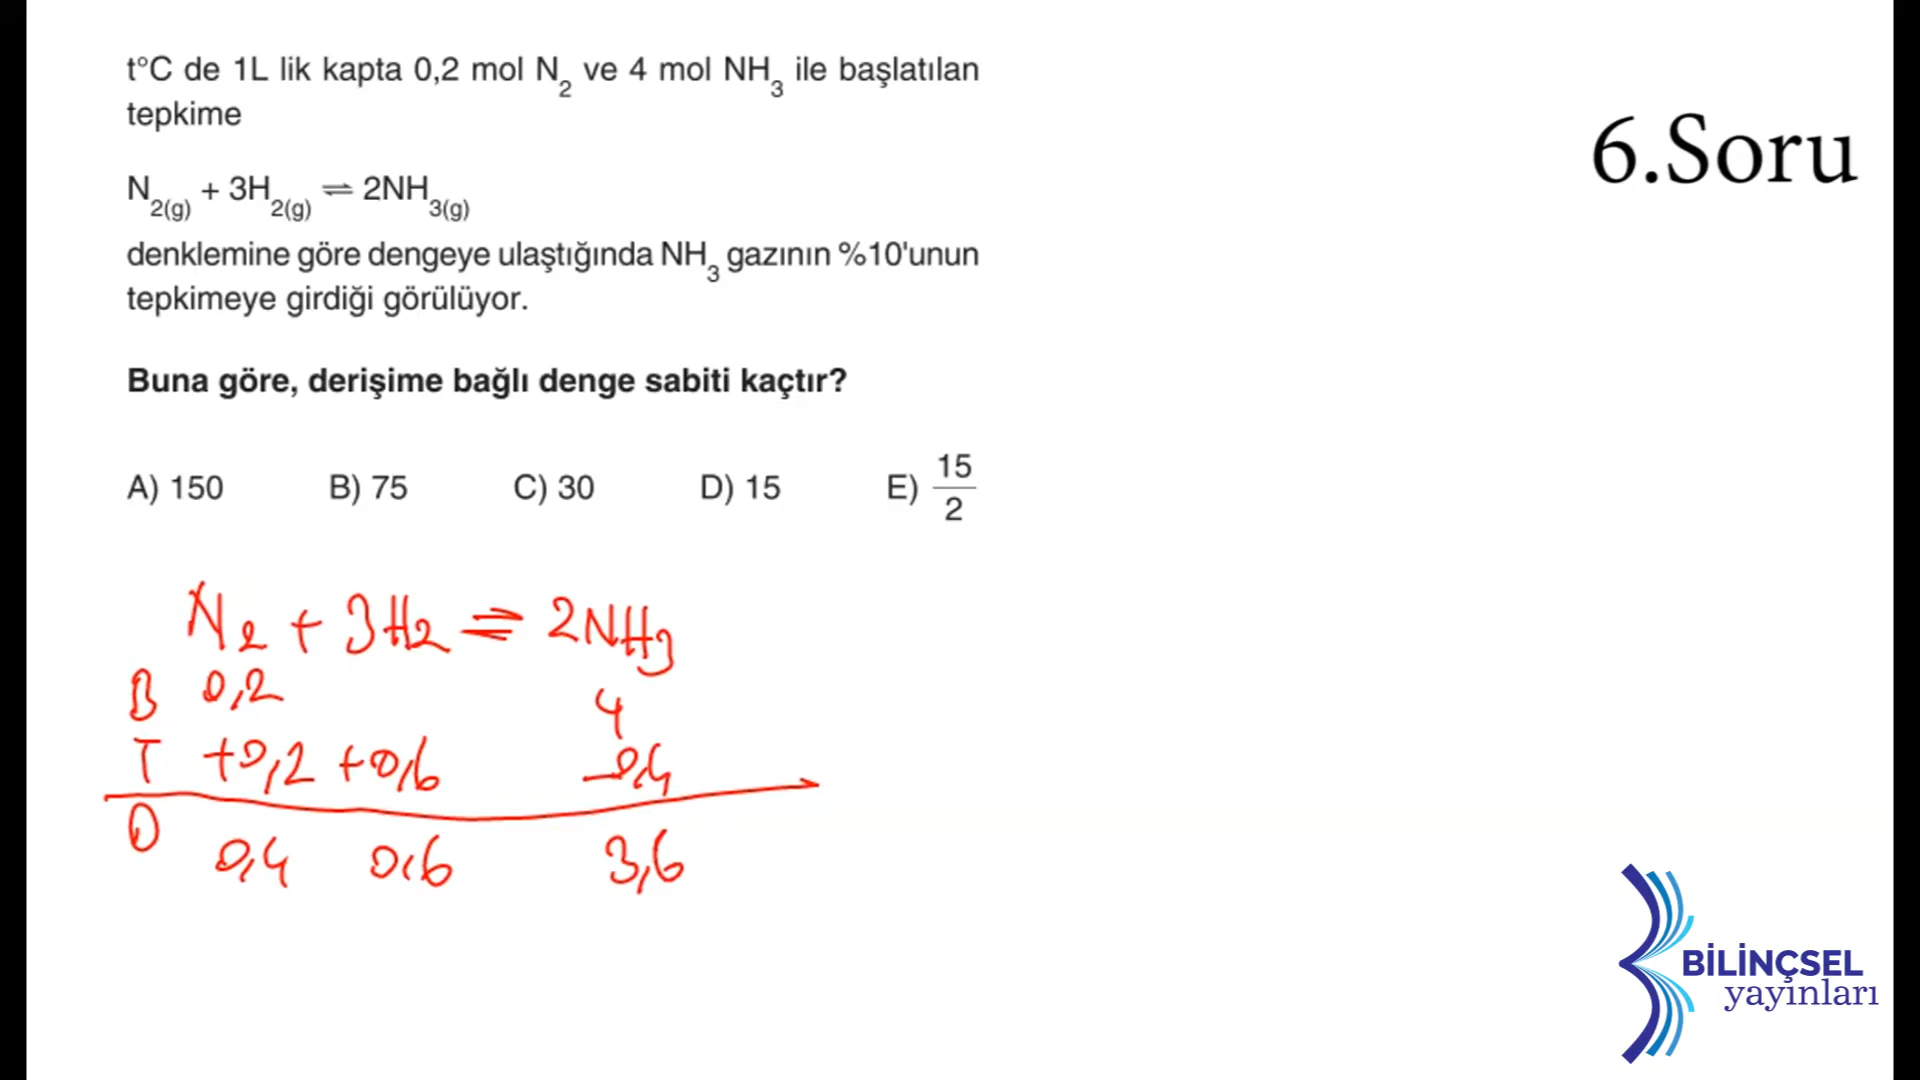 t°C de 1L lik kapta 0,2 mol N₂ ve 4 mol NH₃ ile başlatılan
tepkime
N₂(g) + 3H₂(g) ⇌ 2NH₃(g)
denklemine göre dengeye ulaştığında NH₃ gazının %10'unun
tepkimeye girdiği görülüyor.
Buna göre, derişime bağlı denge sabiti kaçtır?
A) 150 B) 75 C) 30 D) 15 E) 15/2
6.Soru
N₂ + 3H₂ ⇌ 2NH₃
B 0,2 4
T +0,2 +0,6 -0,4
D 0,4 0,6 3,6
BİLİNÇSEL
yayınları